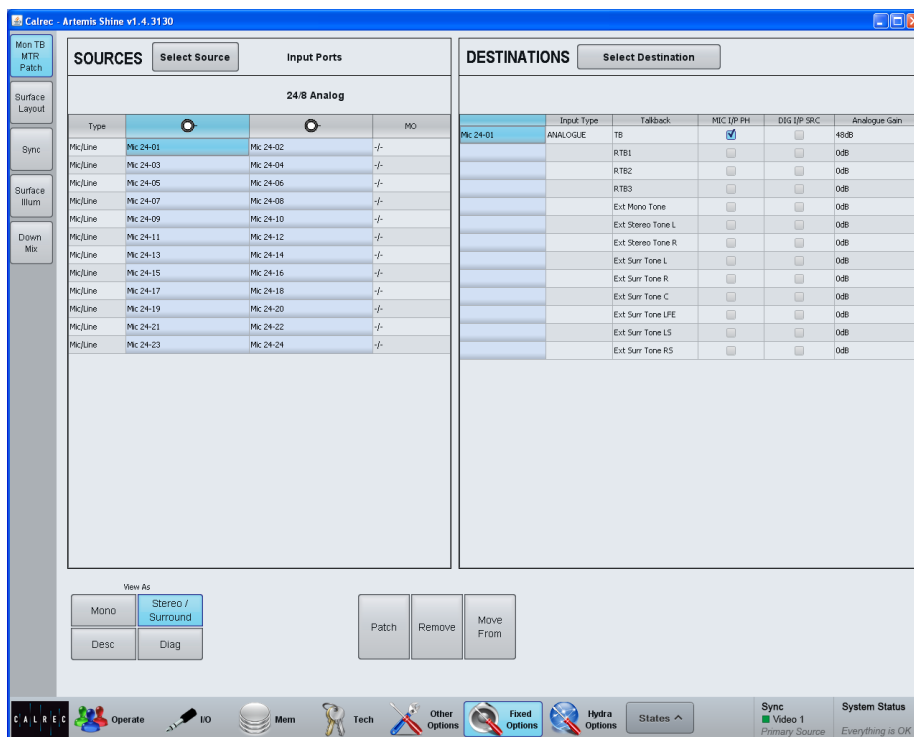 Calrec - Artemis Shine v1.4.3130
Mon TB
MTR
Patch
Surface
Layout
Sync
Surface
Illum
Down
Mix
SOURCES Select Source Input Ports
24/8 Analog
Type MO
Mic/Line Mic 24-01 Mic 24-02 -/-
Mic/Line Mic 24-03 Mic 24-04 -/-
Mic/Line Mic 24-05 Mic 24-06 -/-
Mic/Line Mic 24-07 Mic 24-08 -/-
Mic/Line Mic 24-09 Mic 24-10 -/-
Mic/Line Mic 24-11 Mic 24-12 -/-
Mic/Line Mic 24-13 Mic 24-14 -/-
Mic/Line Mic 24-15 Mic 24-16 -/-
Mic/Line Mic 24-17 Mic 24-18 -/-
Mic/Line Mic 24-19 Mic 24-20 -/-
Mic/Line Mic 24-21 Mic 24-22 -/-
Mic/Line Mic 24-23 Mic 24-24 -/-
DESTINATIONS Select Destination
Input Type Talkback MIC I/P PH DIG I/P SRC Analogue Gain
Mic 24-01 ANALOGUE TB 48dB
RTB1 0dB
RTB2 0dB
RTB3 0dB
Ext Mono Tone 0dB
Ext Stereo Tone L 0dB
Ext Stereo Tone R 0dB
Ext Surr Tone L 0dB
Ext Surr Tone R 0dB
Ext Surr Tone C 0dB
Ext Surr Tone LFE 0dB
Ext Surr Tone LS 0dB
Ext Surr Tone RS 0dB
View As
Mono
Stereo /
Surround
Desc
Diag
Patch
Remove
Move
From
CALREC
Operate
I/O
Mem
Tech
Other
Options
Fixed
Options
Hydra
Options
States
Sync
Video 1
Primary Source
System Status
Everything is OK